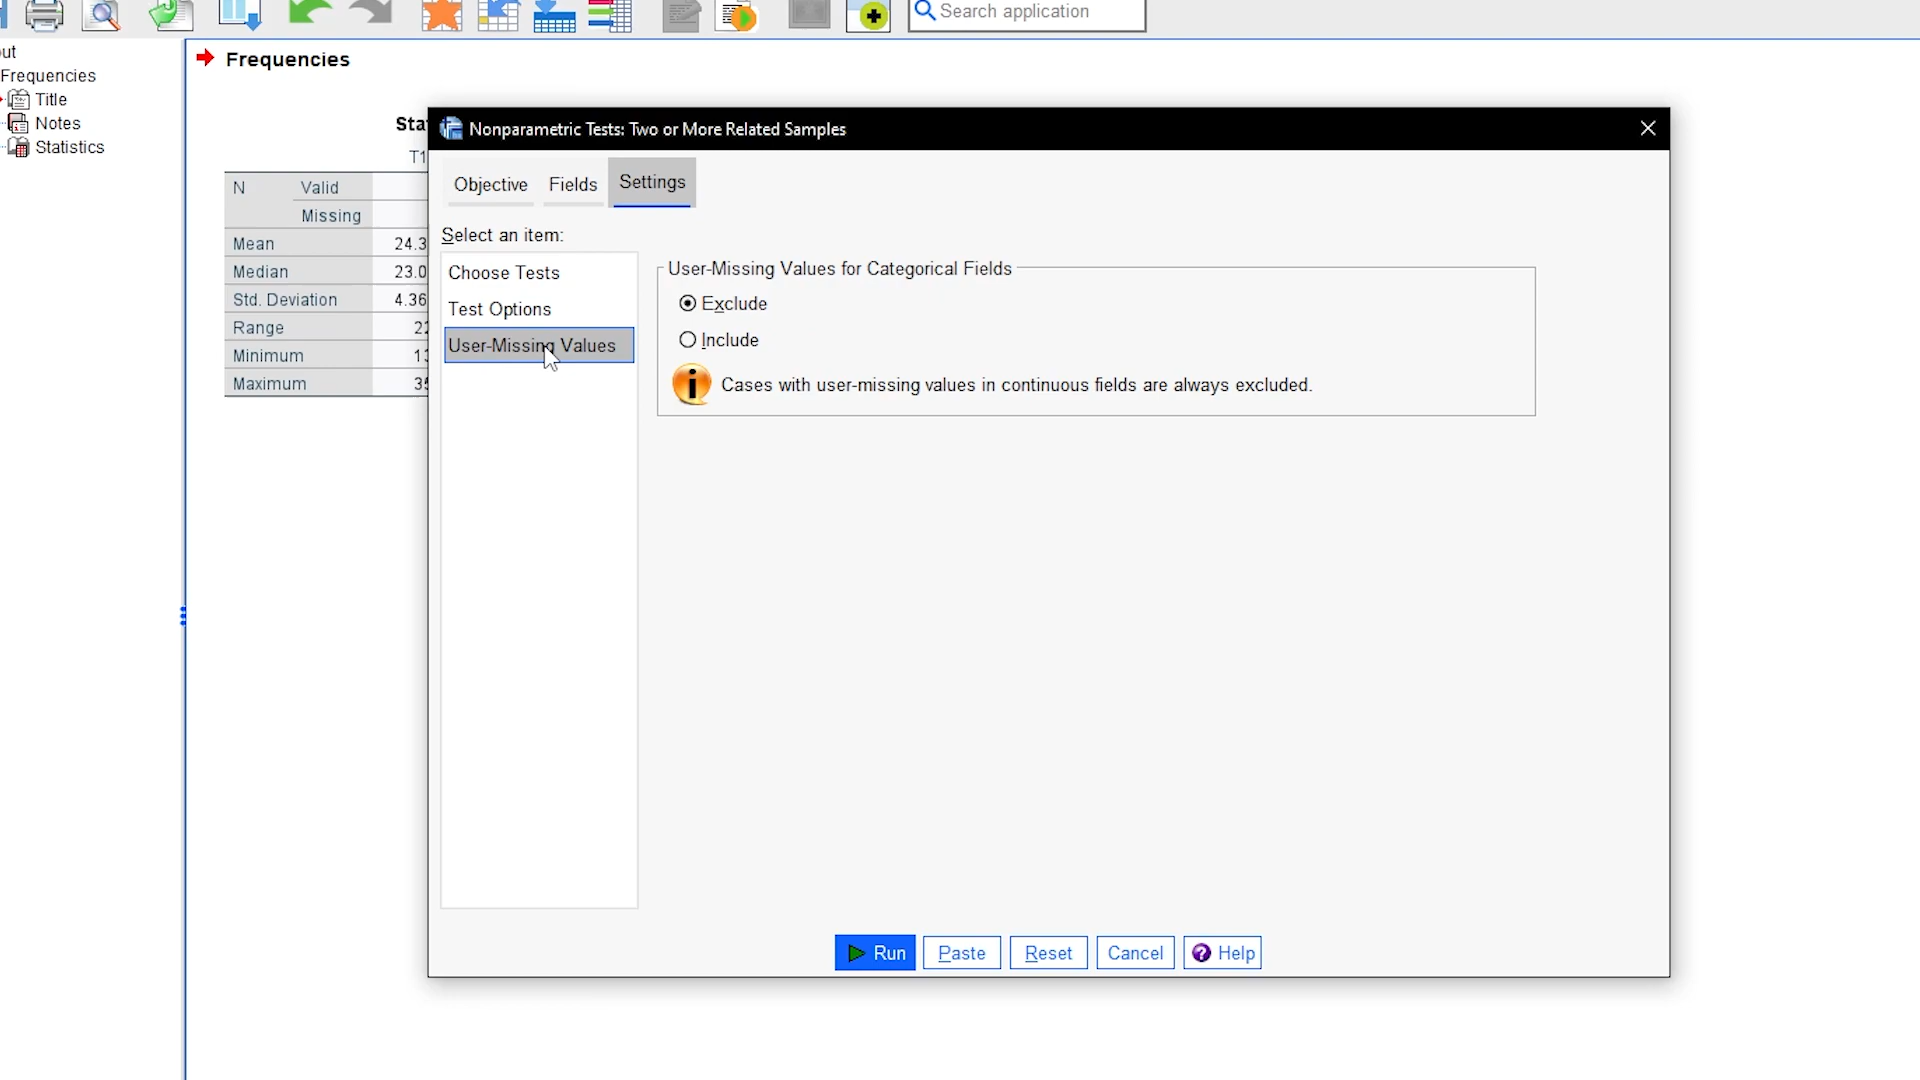 Search application
ut
Frequencies
Title
Notes
Statistics
Frequencies
Sta
T1
N Valid
Missing
Mean 24.3
Median 23.0
Std. Deviation 4.36
Range 22
Minimum 13
Maximum 35
Nonparametric Tests: Two or More Related Samples
Objective Fields Settings
Select an item:
Choose Tests
Test Options
User-Missing Values
User-Missing Values for Categorical Fields
Exclude
Include
Cases with user-missing values in continuous fields are always excluded.
Run Paste Reset Cancel Help